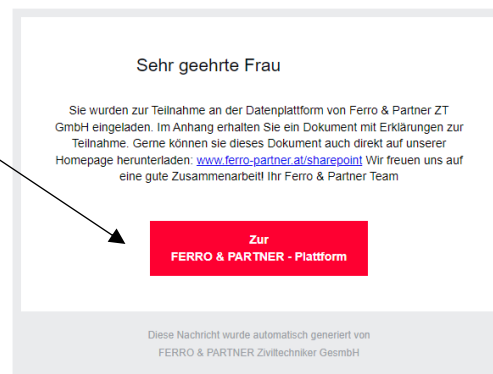 Sehr geehrte Frau
Sie wurden zur Teilnahme an der Datenplattform von Ferro & Partner ZT
GmbH eingeladen. Im Anhang erhalten Sie ein Dokument mit Erklärungen zur
Teilnahme. Gerne können sie dieses Dokument auch direkt auf unserer
Homepage herunterladen: www.ferro-partner.at/sharepoint Wir freuen uns auf
eine gute Zusammenarbeit! Ihr Ferro & Partner Team
Zur
FERRO & PARTNER - Plattform
Diese Nachricht wurde automatisch generiert von
FERRO & PARTNER Ziviltechniker GesmbH